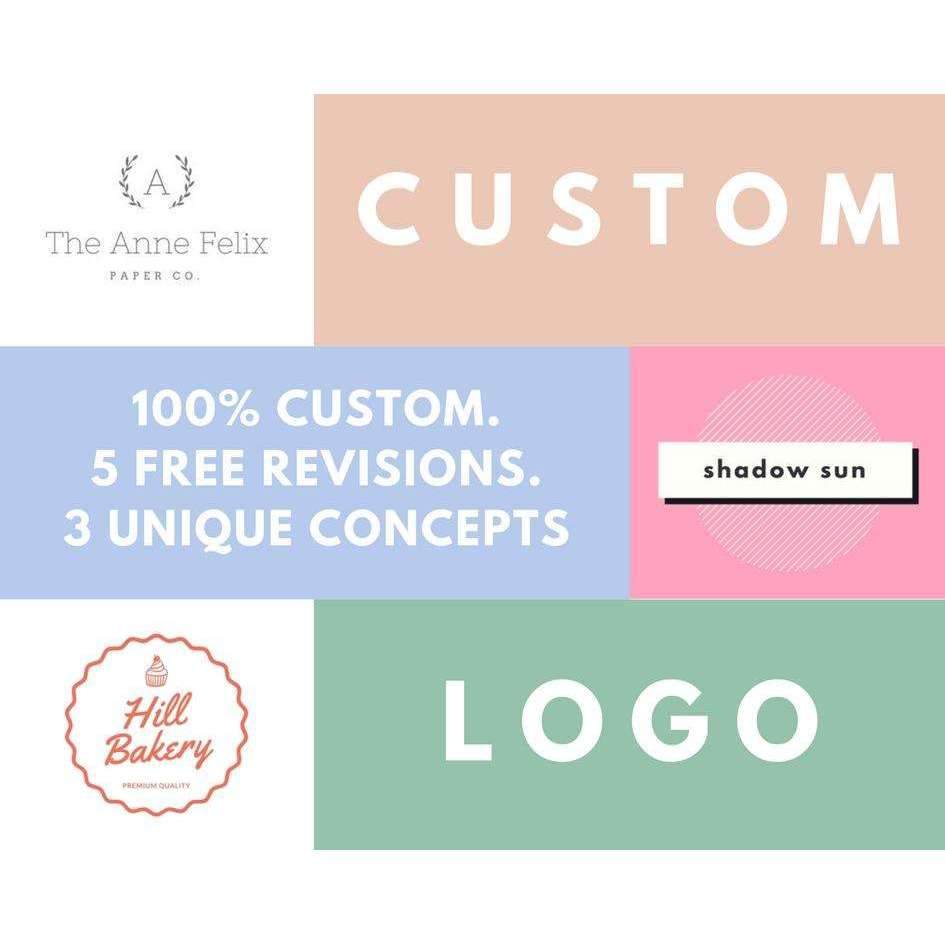 A
The Anne Felix
PAPER CO.
CUSTOM
100% CUSTOM.
5 FREE REVISIONS.
3 UNIQUE CONCEPTS
shadow sun
Hill
Bakery
PREMIUM QUALITY
LOGO